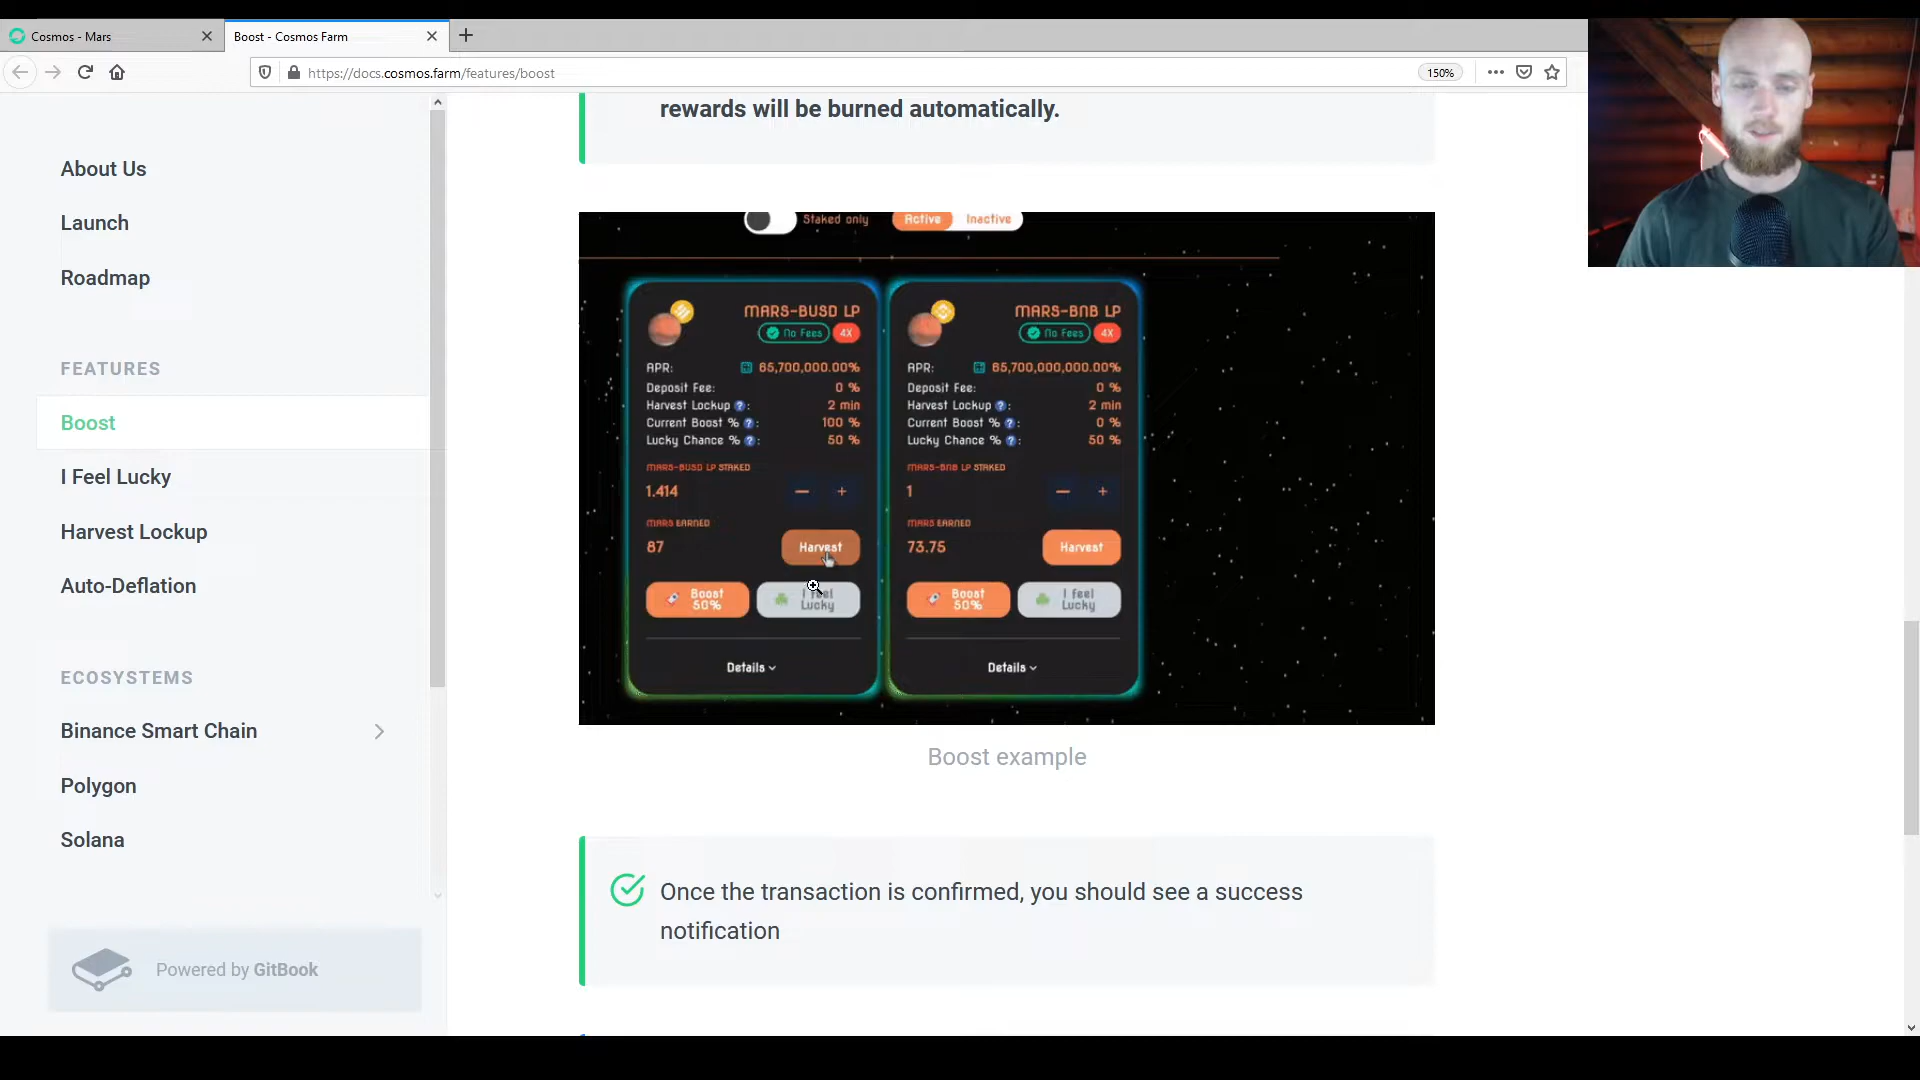 Cosmos - Mars
Boost - Cosmos Farm
https://docs.cosmos.farm/features/boost
150%
About Us
Launch
Roadmap
FEATURES
Boost
I Feel Lucky
Harvest Lockup
Auto-Deflation
ECOSYSTEMS
Binance Smart Chain
Polygon
Solana
Powered by GitBook
rewards will be burned automatically.
Staked only
Active
Inactive
MARS-BUSD LP
No Fees
4X
APR: 65,700,000.00%
Deposit Fee: 0 %
Harvest Lockup ?: 2 min
Current Boost % ?: 100 %
Lucky Chance % ?: 50 %
MARS-BUSD LP STAKED
1.414
MARS EARNED
87
Harvest
Boost
50%
I feel
Lucky
Details
MARS-BNB LP
No Fees
4X
APR: 65,700,000,000.00%
Deposit Fee: 0 %
Harvest Lockup ?: 2 min
Current Boost % ?: 0 %
Lucky Chance % ?: 50 %
MARS-BNB LP STAKED
1
MARS EARNED
73.75
Harvest
Boost
50%
I feel
Lucky
Details
Boost example
Once the transaction is confirmed, you should see a success
notification